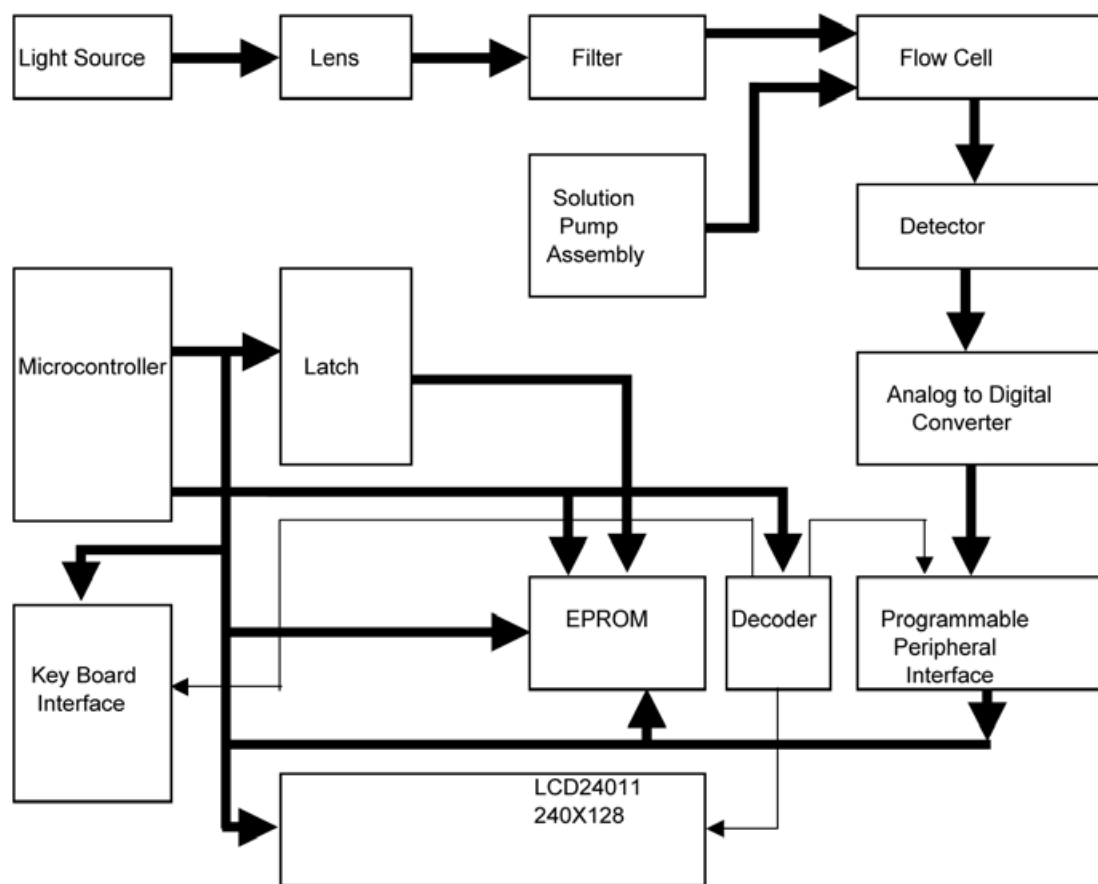 Light Source
Lens
Filter
Flow Cell
Solution
Pump
Assembly
Detector
Microcontroller
Latch
Analog to Digital
Converter
EPROM
Decoder
Programmable
Peripheral
Interface
Key Board
Interface
LCD24011
240X128